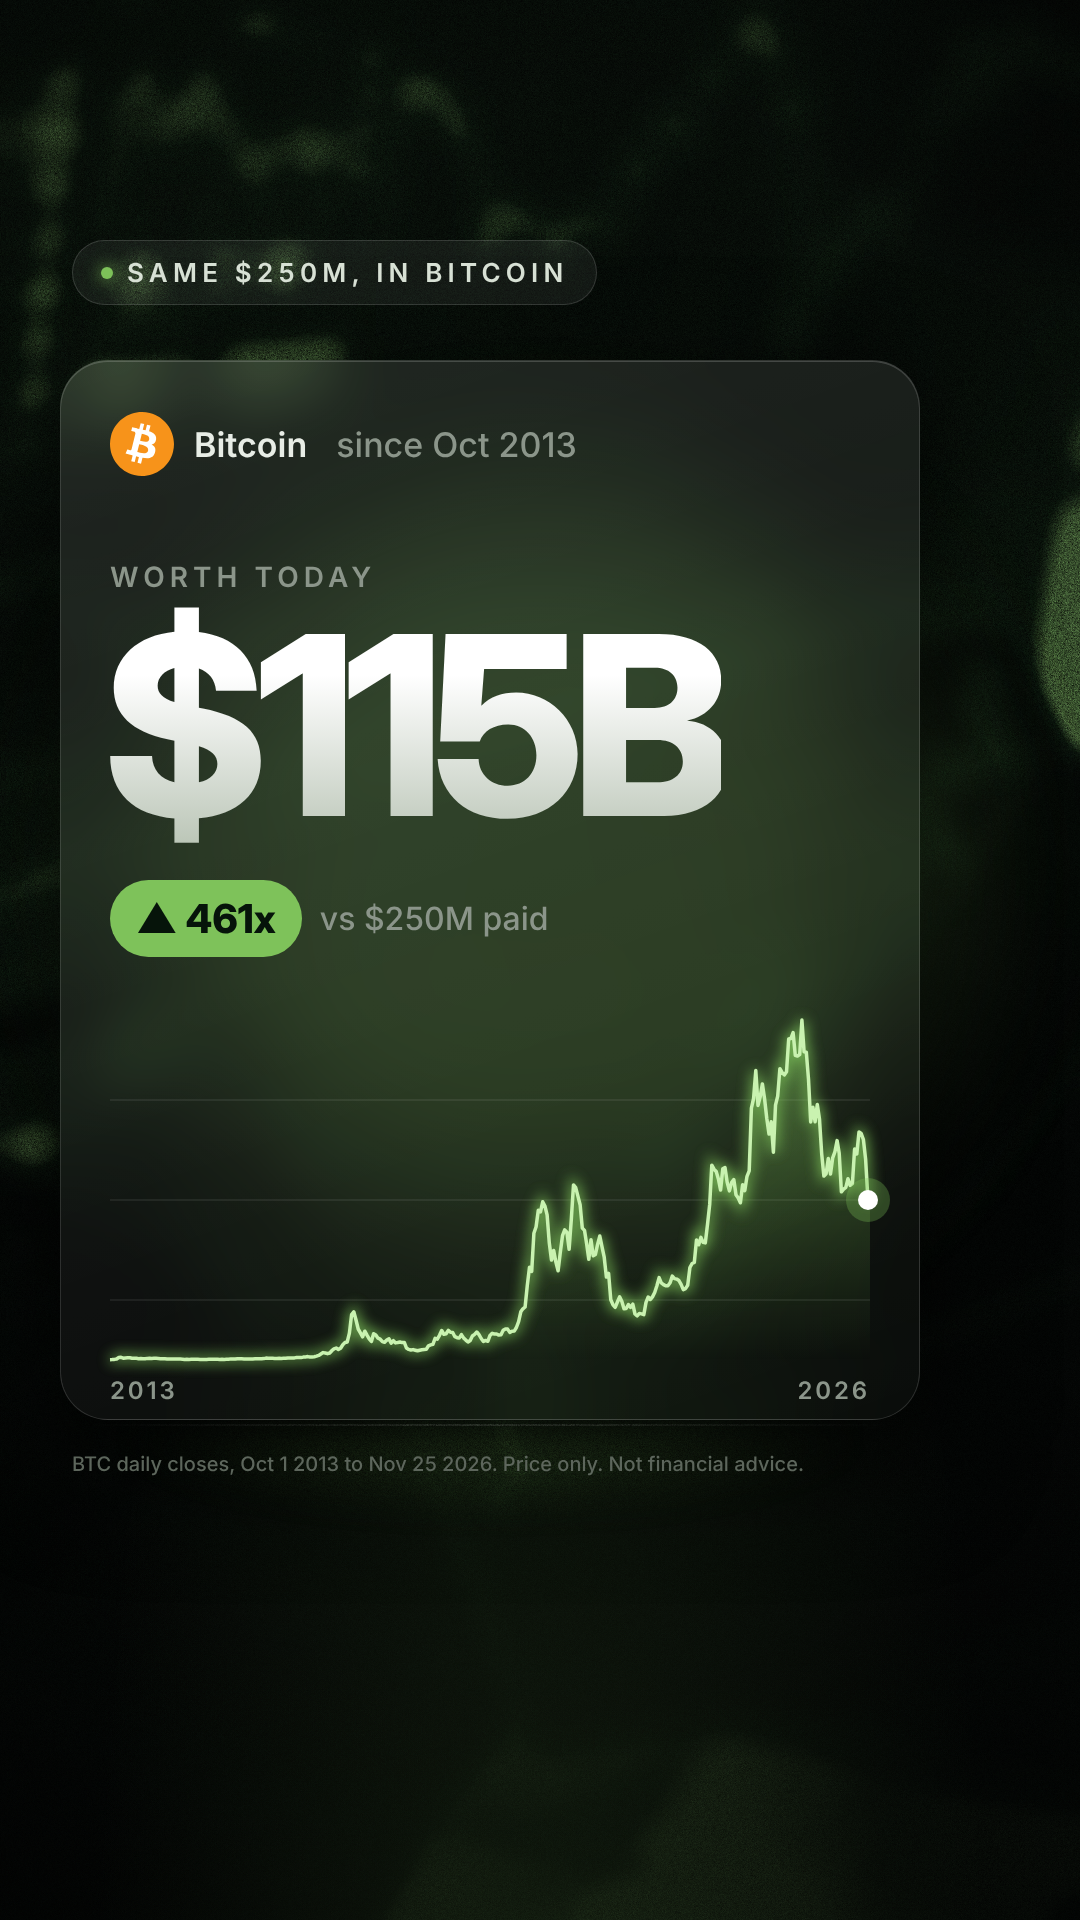 SAME $250M, IN BITCOIN
Bitcoin since Oct 2013
WORTH TODAY
$115B
▲ 461x vs $250M paid
2013 2026
BTC daily closes, Oct 1 2013 to Nov 25 2026. Price only. Not financial advice.